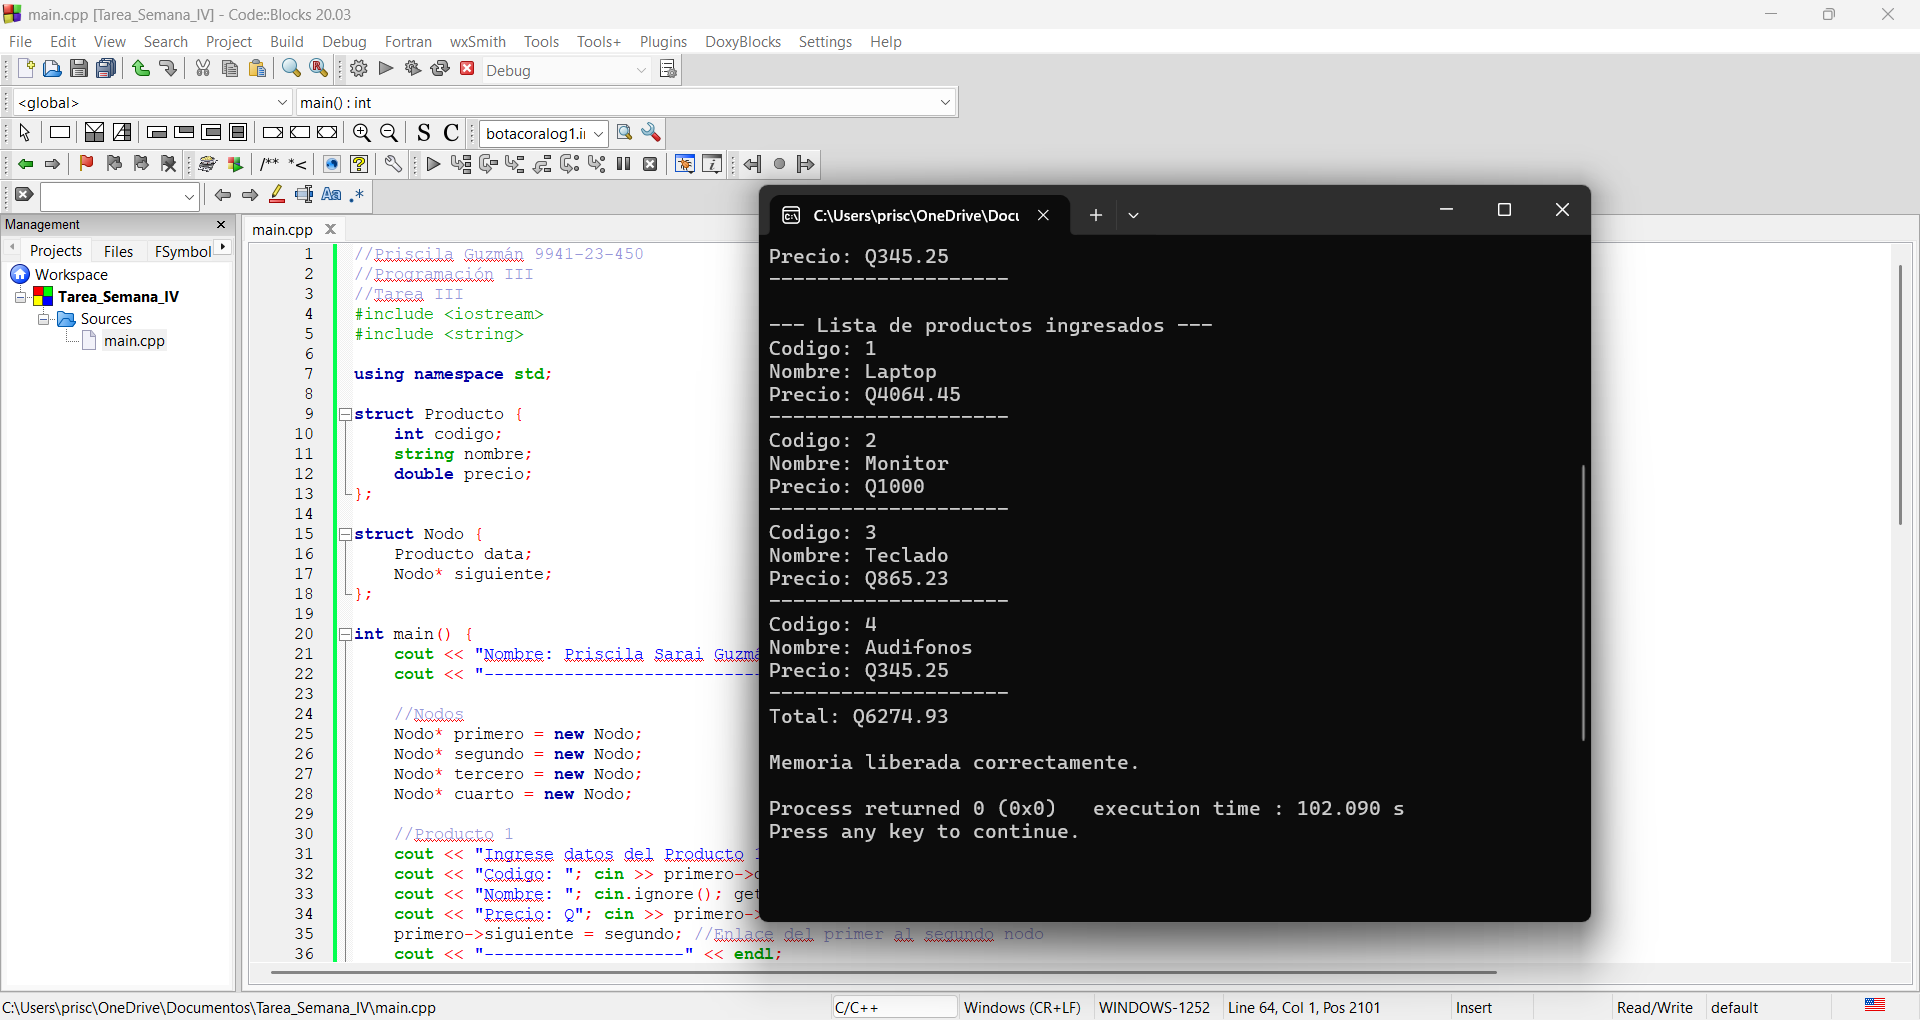 main.cpp [Tarea_Semana_IV] - Code::Blocks 20.03
File Edit View Search Project Build Debug Fortran wxSmith Tools Tools+ Plugins DoxyBlocks Settings Help
Debug
<global> main() : int
S C botacoralog1.i
/** *<
Aa .*
Management
Projects Files FSymbol
Workspace
Tarea_Semana_IV
Sources
main.cpp
main.cpp
1 //Priscila Guzmán 9941-23-450
2 //Programación III
3 //Tarea III
4 #include <iostream>
5 #include <string>
6
7 using namespace std;
8
9 struct Producto {
10 int codigo;
11 string nombre;
12 double precio;
13 };
14
15 struct Nodo {
16 Producto data;
17 Nodo* siguiente;
18 };
19
20 int main() {
21 cout << "Nombre: Priscila Sarai Guzmá
22 cout << "----------------------------
23
24 //Nodos
25 Nodo* primero = new Nodo;
26 Nodo* segundo = new Nodo;
27 Nodo* tercero = new Nodo;
28 Nodo* cuarto = new Nodo;
29
30 //Producto 1
31 cout << "Ingrese datos del Producto 1
32 cout << "Codigo: "; cin >> primero->c
33 cout << "Nombre: "; cin.ignore(); get
34 cout << "Precio: Q"; cin >> primero->
35 primero->siguiente = segundo; //Enlace del primer al segundo nodo
36 cout << "--------------------" << endl;
C:\Users\prisc\OneDrive\Docu
Precio: Q345.25
--------------------
--- Lista de productos ingresados ---
Codigo: 1
Nombre: Laptop
Precio: Q4064.45
--------------------
Codigo: 2
Nombre: Monitor
Precio: Q1000
--------------------
Codigo: 3
Nombre: Teclado
Precio: Q865.23
--------------------
Codigo: 4
Nombre: Audifonos
Precio: Q345.25
--------------------
Total: Q6274.93
Memoria liberada correctamente.
Process returned 0 (0x0) execution time : 102.090 s
Press any key to continue.
C:\Users\prisc\OneDrive\Documentos\Tarea_Semana_IV\main.cpp C/C++ Windows (CR+LF) WINDOWS-1252 Line 64, Col 1, Pos 2101 Insert Read/Write default